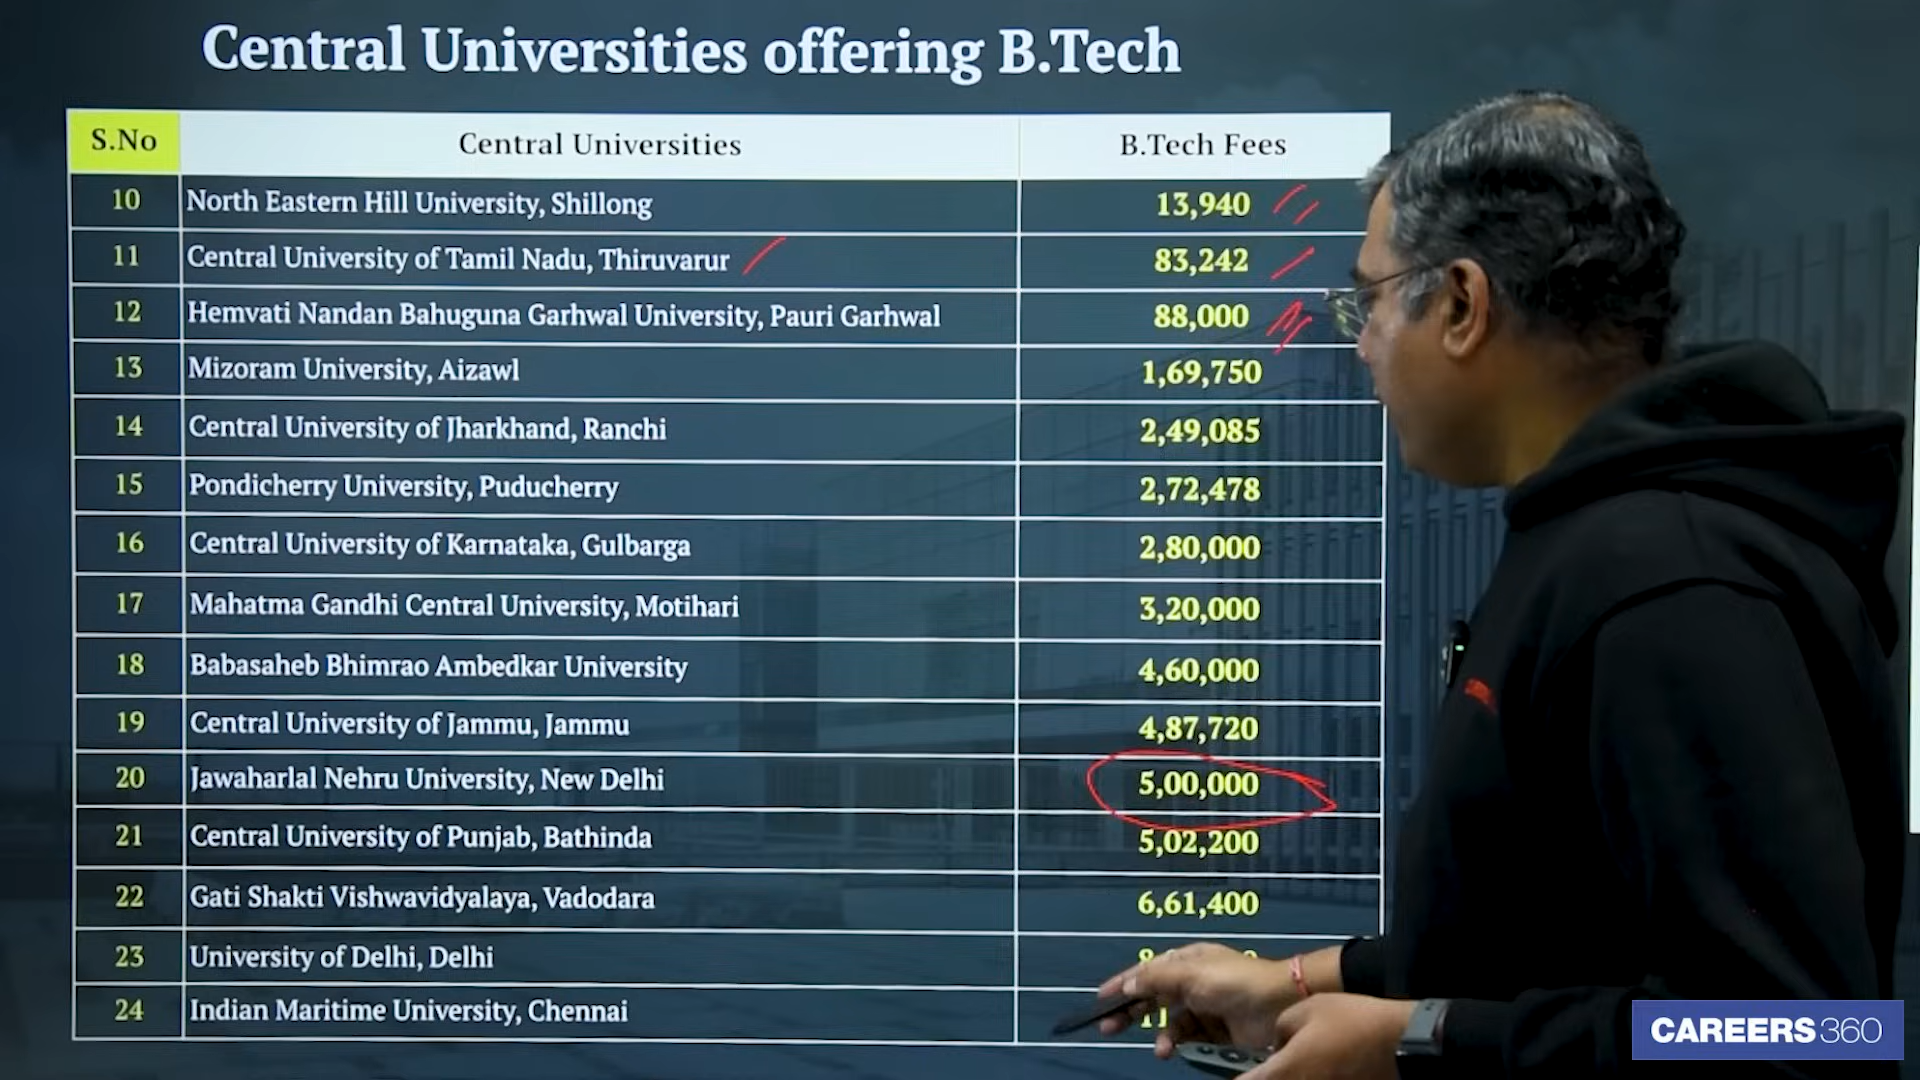 Central Universities offering B.Tech
S.No Central Universities B.Tech Fees
10 North Eastern Hill University, Shillong 13,940
11 Central University of Tamil Nadu, Thiruvarur 83,242
12 Hemvati Nandan Bahuguna Garhwal University, Pauri Garhwal 88,000
13 Mizoram University, Aizawl 1,69,750
14 Central University of Jharkhand, Ranchi 2,49,085
15 Pondicherry University, Puducherry 2,72,478
16 Central University of Karnataka, Gulbarga 2,80,000
17 Mahatma Gandhi Central University, Motihari 3,20,000
18 Babasaheb Bhimrao Ambedkar University 4,60,000
19 Central University of Jammu, Jammu 4,87,720
20 Jawaharlal Nehru University, New Delhi 5,00,000
21 Central University of Punjab, Bathinda 5,02,200
22 Gati Shakti Vishwavidyalaya, Vadodara 6,61,400
23 University of Delhi, Delhi
24 Indian Maritime University, Chennai
CAREERS360